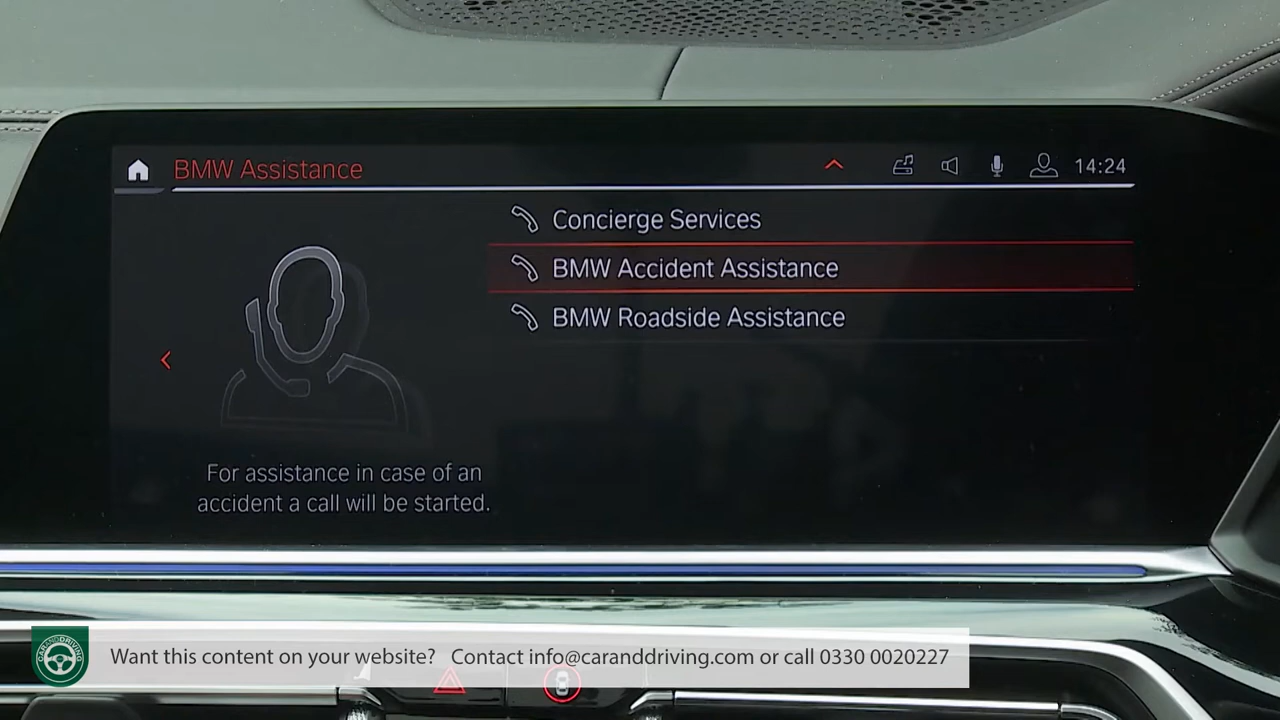 BMW Assistance
14:24
Concierge Services
BMW Accident Assistance
BMW Roadside Assistance
For assistance in case of an
accident a call will be started.
CARANDDRIVING
Want this content on your website? Contact info@caranddriving.com or call 0330 0020227